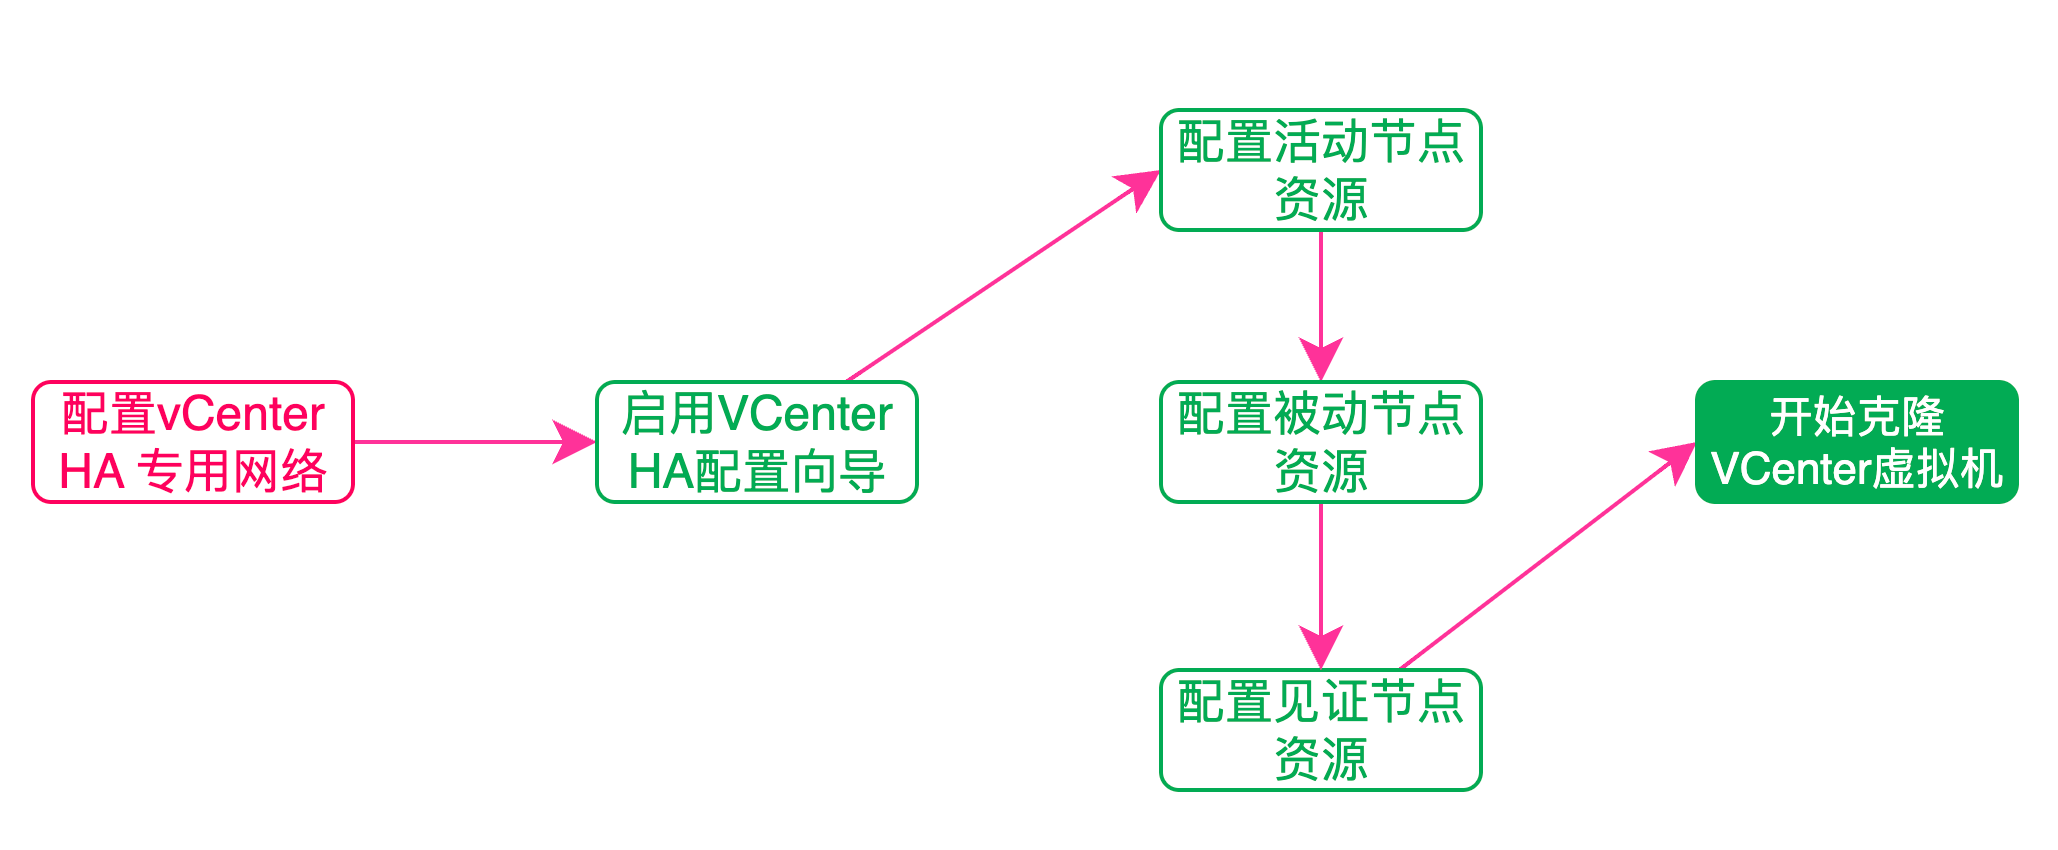 配置vCenter
HA 专用网络
启用VCenter
HA配置向导
配置活动节点
资源
配置被动节点
资源
配置见证节点
资源
开始克隆
VCenter虚拟机